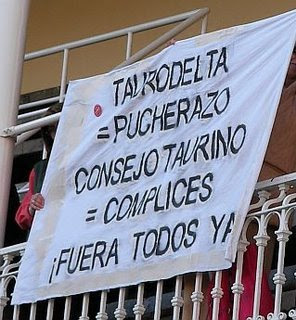 TAURODELTA
= PUCHERAZO
CONSEJO TAURINO
= COMPLICES
¡FUERA TODOS YA